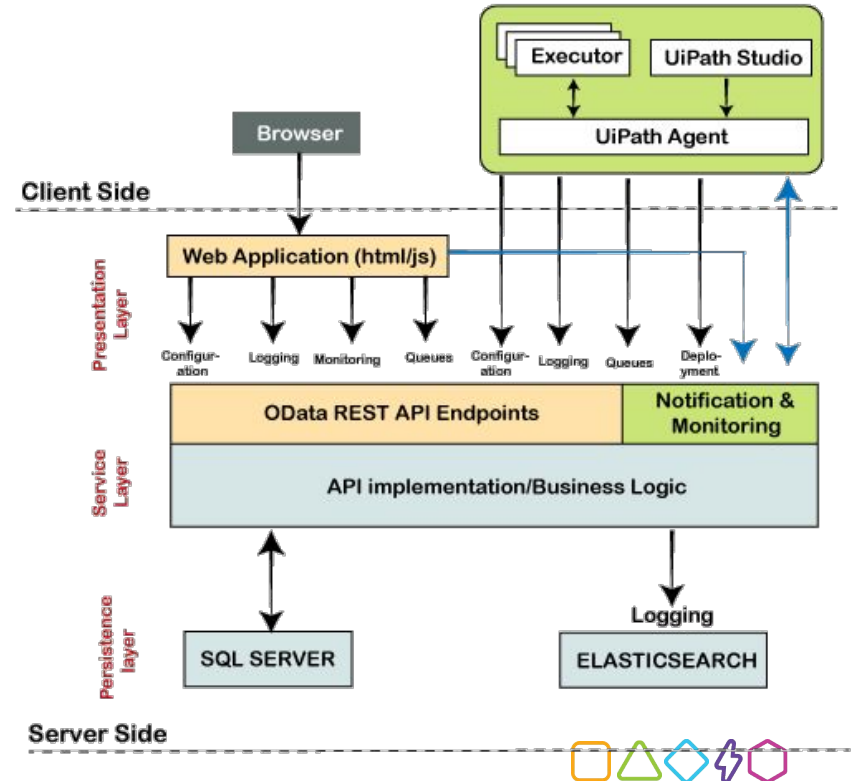 Executor
UiPath Studio
UiPath Agent
Browser
Client Side
Web Application (html/js)
Presentation
Layer
Configur-
ation
Logging
Monitoring
Queues
Configur-
ation
Logging
Queues
Deplo-
yment
OData REST API Endpoints
Notification &
Monitoring
Service
Layer
API implementation/Business Logic
Persistence
layer
Logging
SQL SERVER
ELASTICSEARCH
Server Side